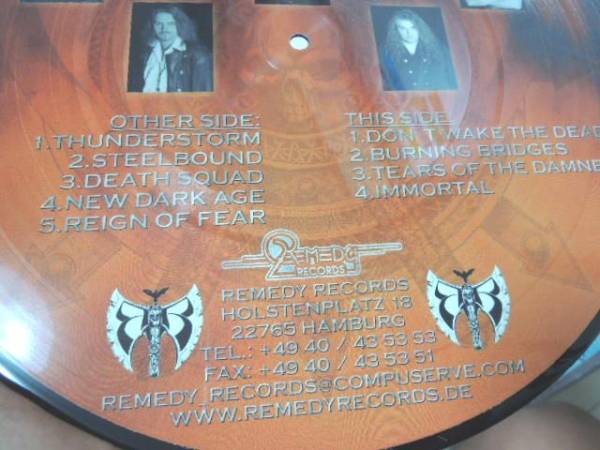 OTHER SIDE:
1.THUNDERSTORM
2.STEELBOUND
3.DEATH SQUAD
4.NEW DARK AGE
5.REIGN OF FEAR
THIS SIDE:
1.DON´T WAKE THE DEAD
2.BURNING BRIDGES
3.TEARS OF THE DAMNED
4.IMMORTAL
REMEDY
RECORDS
REMEDY RECORDS
HOLSTENPLATZ 18
22765 HAMBURG
TEL.: +49 40 / 43 53 53
FAX: +49 40 / 43 53 51
REMEDY_RECORDS@COMPUSERVE.COM
WWW.REMEDYRECORDS.DE